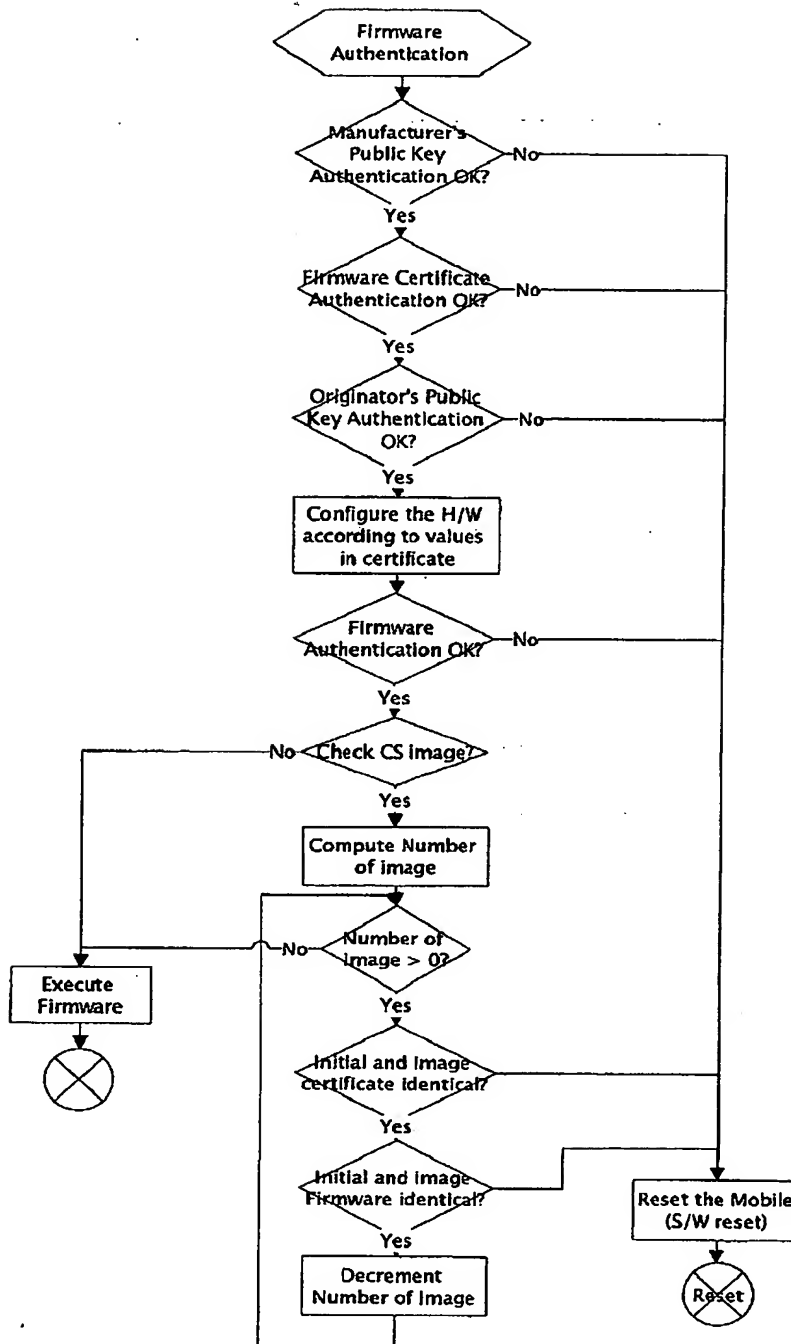 Firmware
Authentication
Manufacturer's
Public Key
Authentication OK?
No
Yes
Firmware Certificate
Authentication OK?
No
Yes
Originator's Public
Key Authentication
OK?
No
Yes
Configure the H/W
according to values
in certificate
Firmware
Authentication OK?
No
Yes
No
Check CS image?
Yes
Compute Number
of image
No
Number of
image > 0?
Yes
Execute
Firmware
Initial and image
certificate identical?
Yes
Initial and image
Firmware identical?
Yes
Reset the Mobile
(S/W reset)
Reset
Decrement
Number of Image